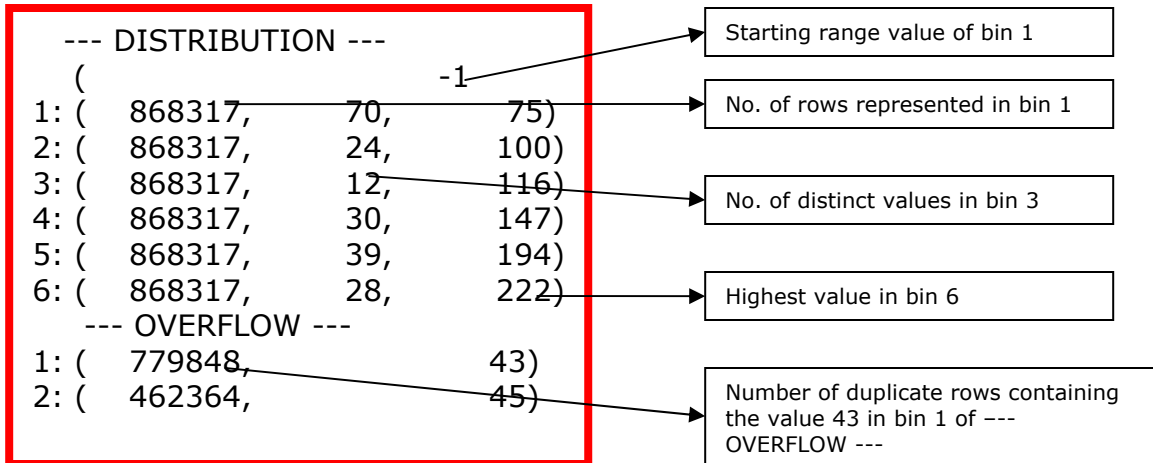 --- DISTRIBUTION ---
( -1
1: ( 868317, 70, 75)
2: ( 868317, 24, 100)
3: ( 868317, 12, 116)
4: ( 868317, 30, 147)
5: ( 868317, 39, 194)
6: ( 868317, 28, 222)
--- OVERFLOW ---
1: ( 779848, 43)
2: ( 462364, 45)
Starting range value of bin 1
No. of rows represented in bin 1
No. of distinct values in bin 3
Highest value in bin 6
Number of duplicate rows containing
the value 43 in bin 1 of –---
OVERFLOW ---